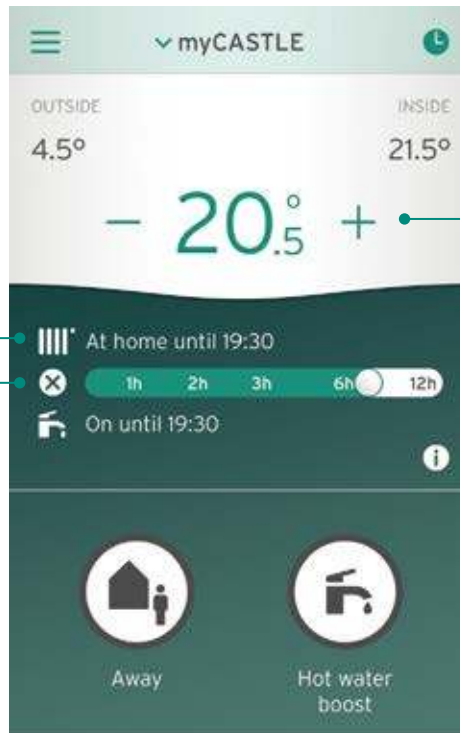 myCASTLE
OUTSIDE INSIDE
4.5° 21.5°
− 20.5° +
At home until 19:30
1h 2h 3h 6h 12h
On until 19:30
i
Away Hot water
boost